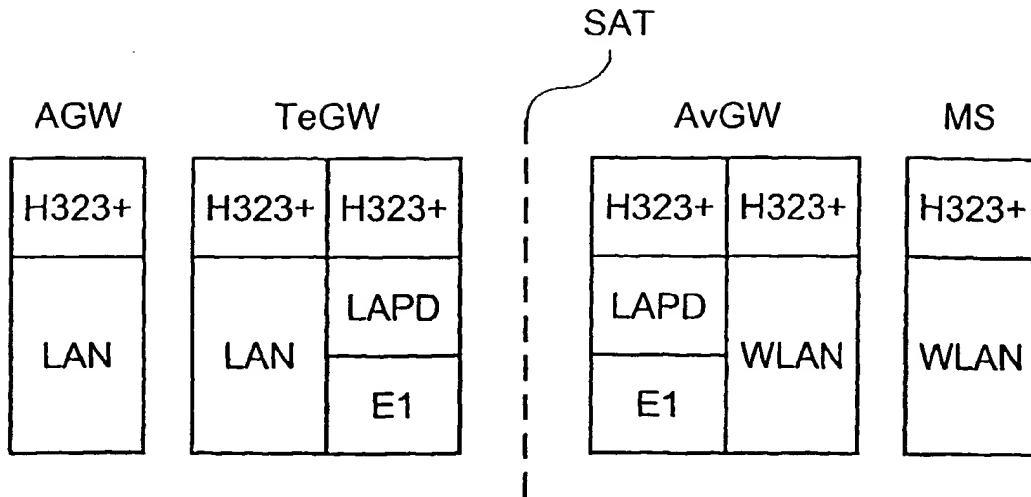 SAT
AGW TeGW AvGW MS
H323+ H323+ H323+ H323+ H323+ H323+
LAPD LAPD
LAN LAN WLAN WLAN
E1 E1